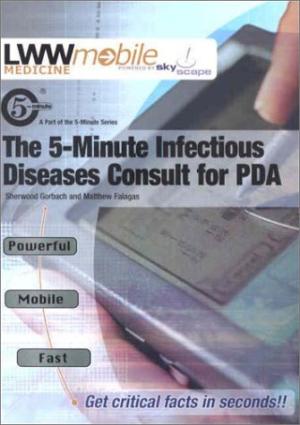 LWWmobile
MEDICINE POWERED BY skyscape
5-minute
A Part of the 5-Minute Series
The 5-Minute Infectious
Diseases Consult for PDA
Sherwood Gorbach and Matthew Falagas
Powerful
Mobile
Fast
Get critical facts in seconds!!